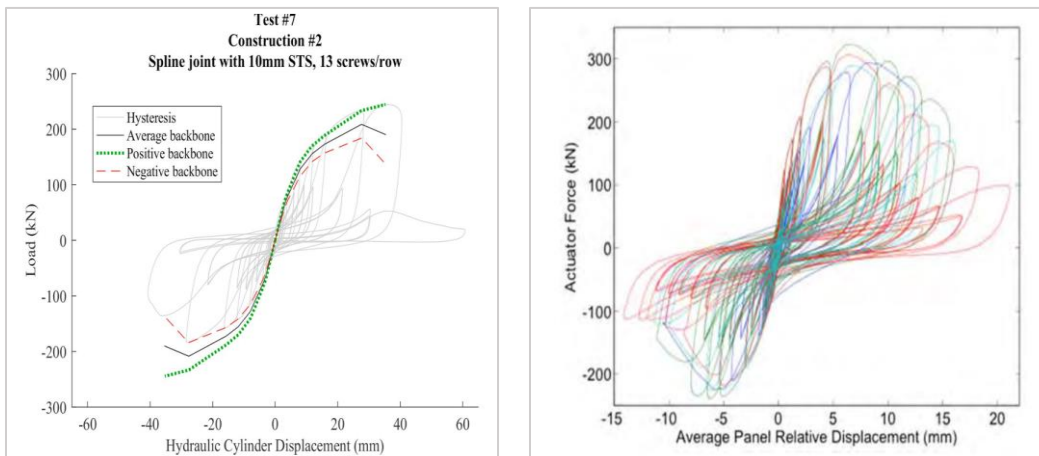 Test #7
Construction #2
Spline joint with 10mm STS, 13 screws/row
300
200
100
0
-100
-200
-300
Load (kN)
Hysteresis
Average backbone
Positive backbone
Negative backbone
-60
-40
-20
0
20
40
60
Hydraulic Cylinder Displacement (mm)
300
200
100
0
-100
-200
Actuator Force (kN)
-15
-10
-5
0
5
10
15
20
Average Panel Relative Displacement (mm)